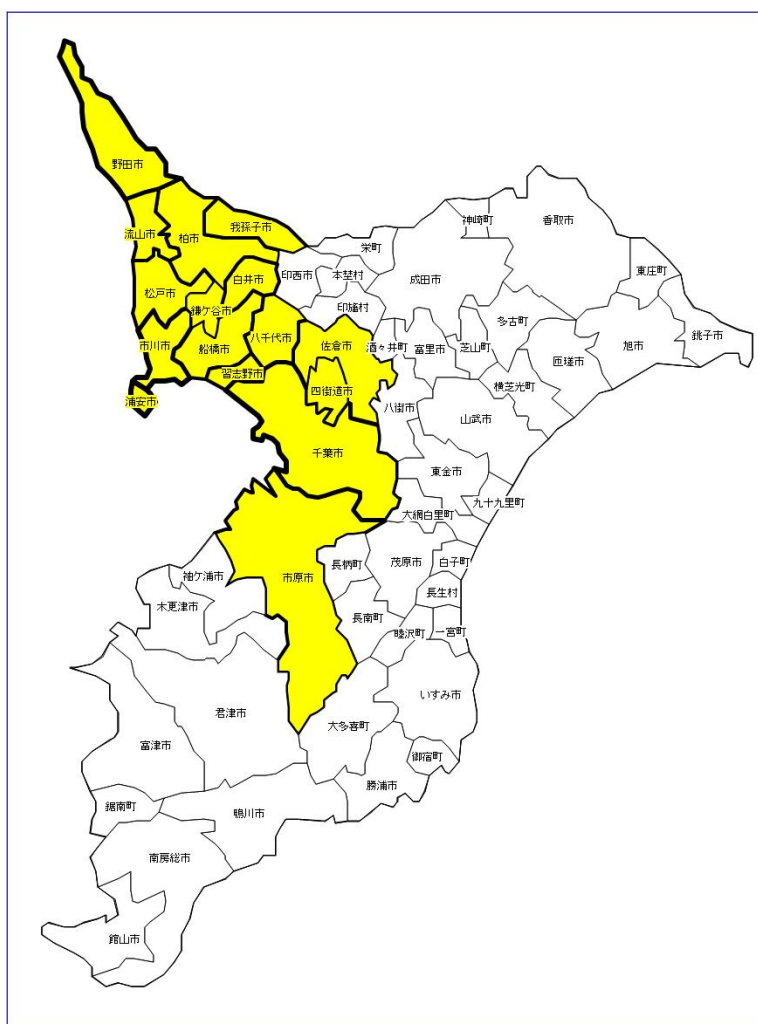 野田市
流山市
柏市
我孫子市
松戸市
鎌ケ谷市
白井市
印西市
本埜村
栄町
印旛村
成田市
神崎町
香取市
東庄町
銚子市
旭市
匝瑳市
多古町
横芝光町
芝山町
富里市
酒々井町
佐倉市
八千代市
船橋市
市川市
浦安市
習志野市
四街道市
八街市
山武市
千葉市
東金市
九十九里町
大網白里町
市原市
長柄町
茂原市
白子町
長生村
長南町
睦沢町
一宮町
袖ケ浦市
木更津市
君津市
富津市
大多喜町
いすみ市
御宿町
勝浦市
鴨川市
鋸南町
南房総市
館山市